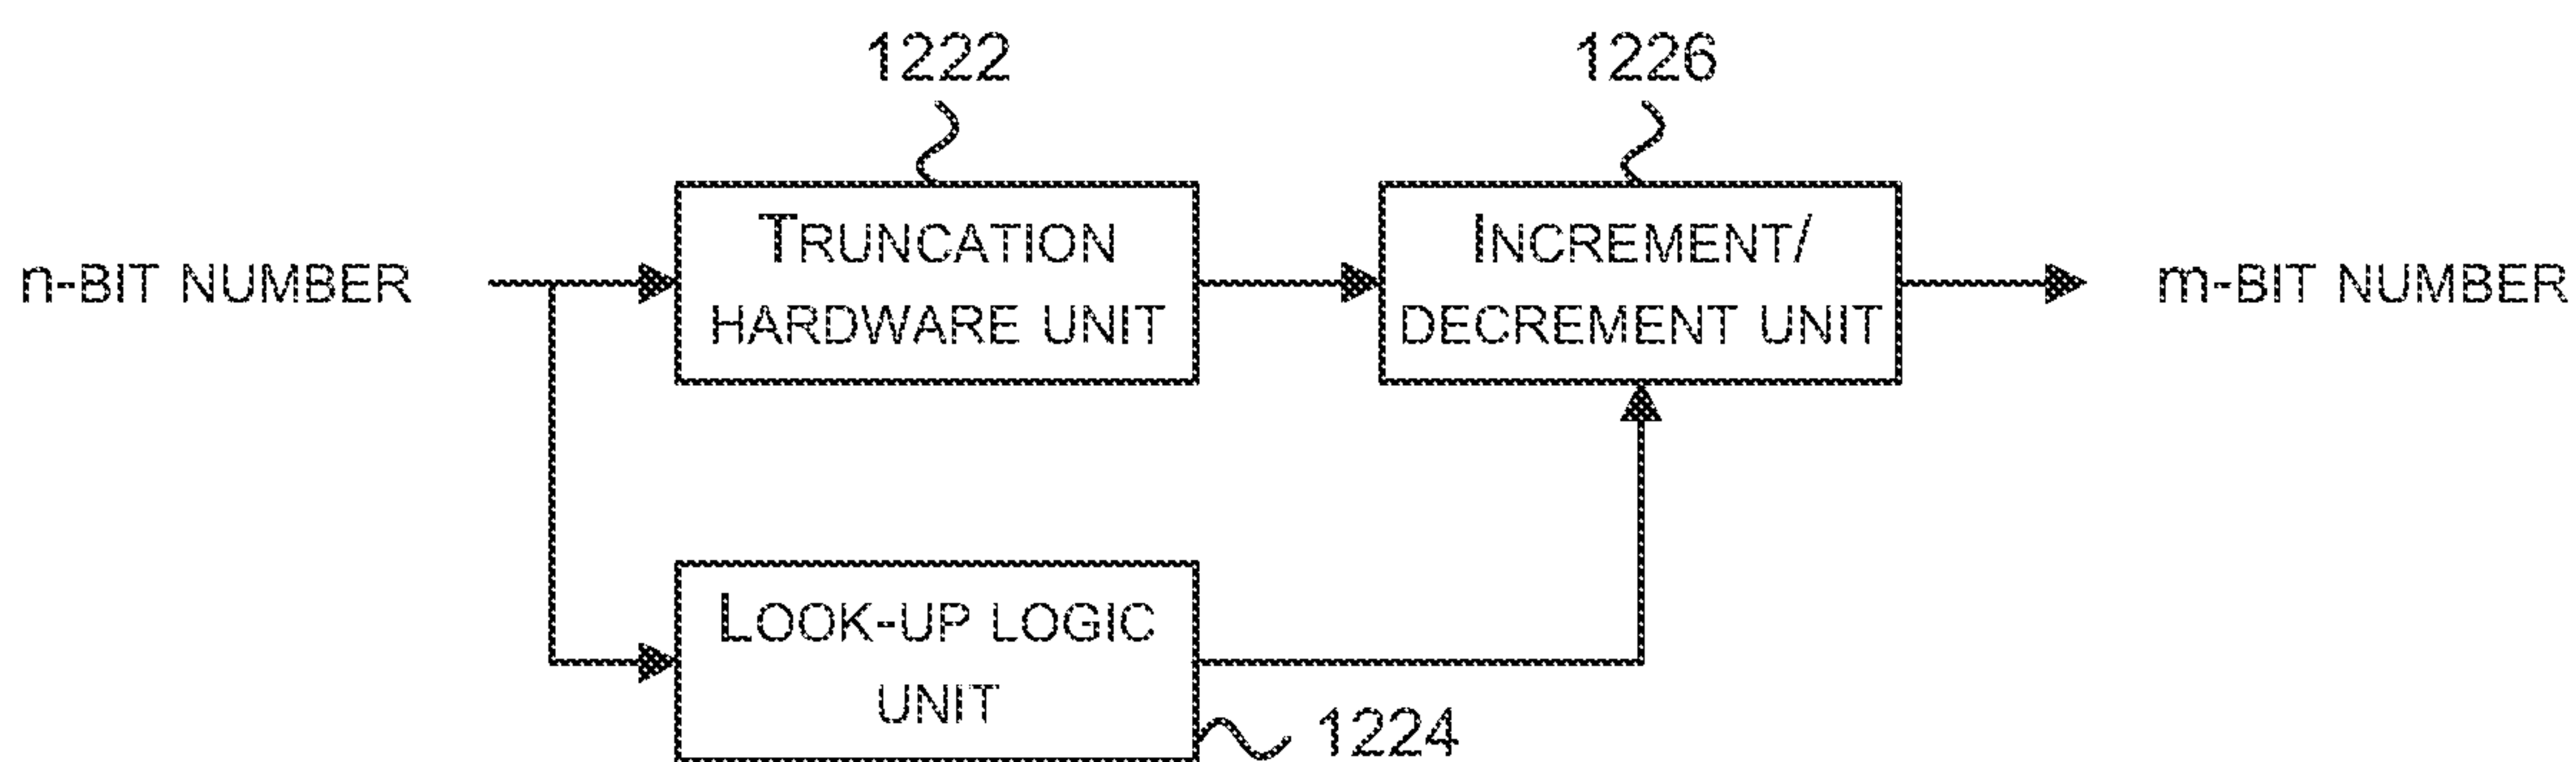 1222
1226
n-BIT NUMBER
TRUNCATION
HARDWARE UNIT
INCREMENT/
DECREMENT UNIT
m-BIT NUMBER
LOOK-UP LOGIC
UNIT
1224